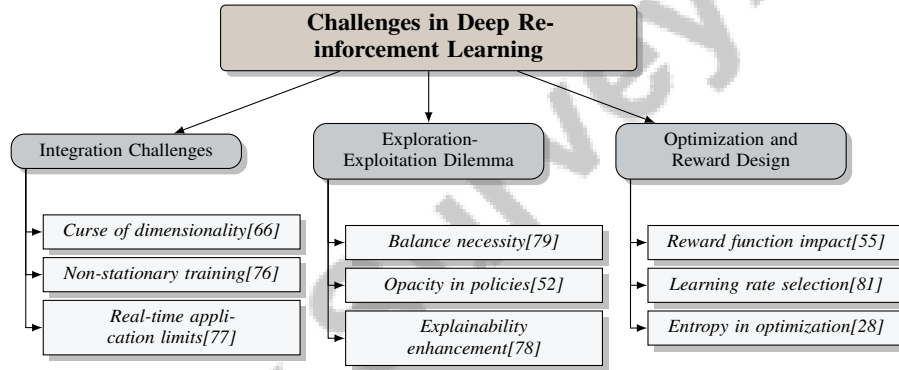 Challenges in Deep Re-
inforcement Learning
Integration Challenges
Curse of dimensionality[66]
Non-stationary training[76]
Real-time appli-
cation limits[77]
Exploration-
Exploitation Dilemma
Balance necessity[79]
Opacity in policies[52]
Explainability
enhancement[78]
Optimization and
Reward Design
Reward function impact[55]
Learning rate selection[81]
Entropy in optimization[28]